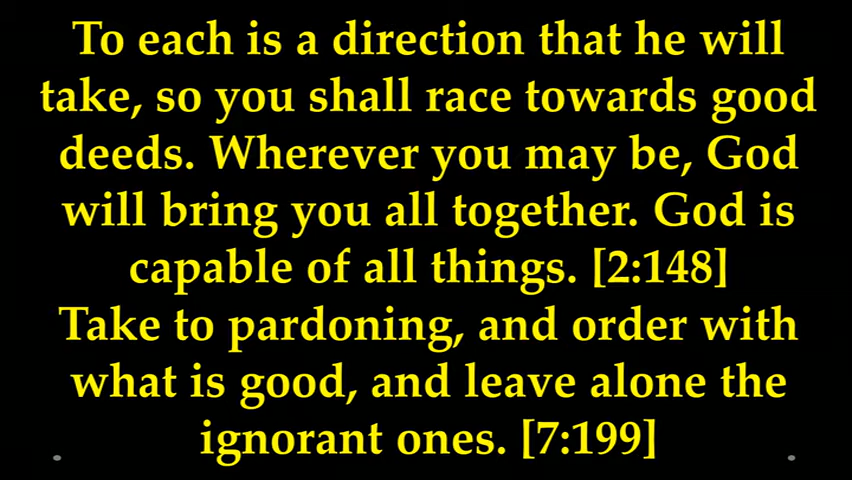 To each is a direction that he will
take, so you shall race towards good
deeds. Wherever you may be, God
will bring you all together. God is
capable of all things. [2:148]
Take to pardoning, and order with
what is good, and leave alone the
ignorant ones. [7:199]